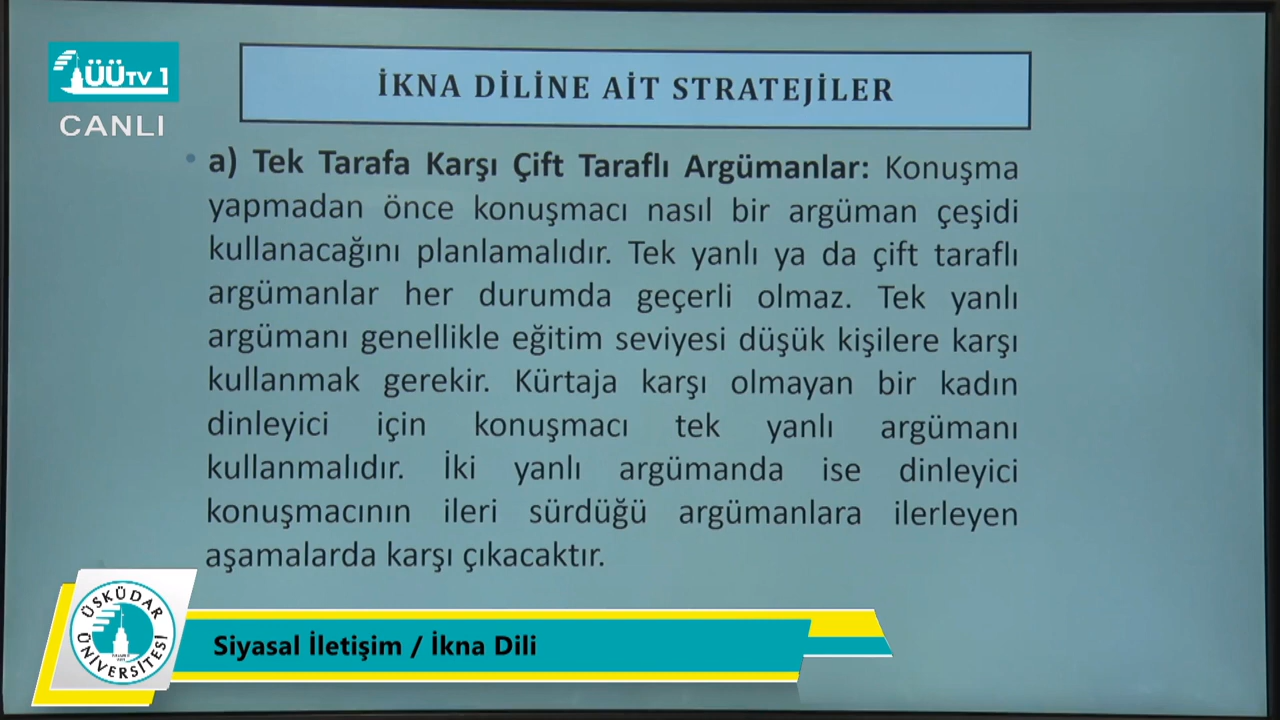 ÜÜTV 1
CANLI
İKNA DİLİNE AİT STRATEJİLER
• a) Tek Tarafa Karşı Çift Taraflı Argümanlar: Konuşma
yapmadan önce konuşmacı nasıl bir argüman çeşidi
kullanacağını planlamalıdır. Tek yanlı ya da çift taraflı
argümanlar her durumda geçerli olmaz. Tek yanlı
argümanı genellikle eğitim seviyesi düşük kişilere karşı
kullanmak gerekir. Kürtaja karşı olmayan bir kadın
dinleyici için konuşmacı tek yanlı argümanı
kullanmalıdır. İki yanlı argümanda ise dinleyici
konuşmacının ileri sürdüğü argümanlara ilerleyen
aşamalarda karşı çıkacaktır.
ÜSKÜDAR
ÜNİVERSİTESİ
Siyasal İletişim / İkna Dili